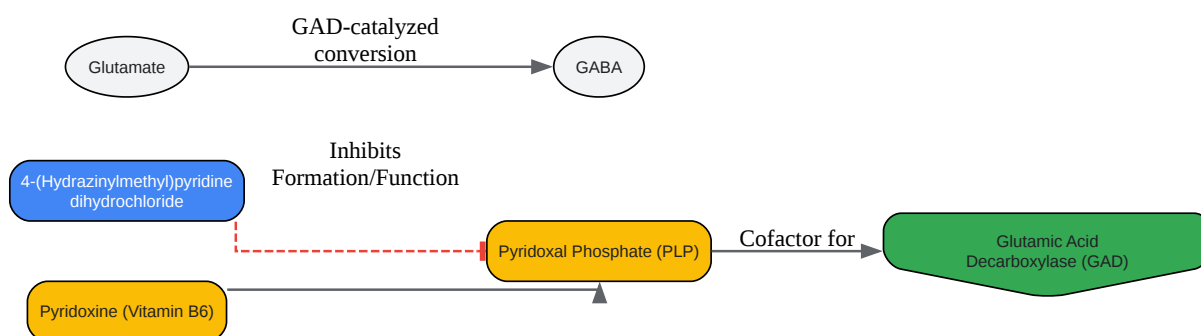 GAD-catalyzed
conversion
Glutamate
GABA
Inhibits
Formation/Function
4-(Hydrazinylmethyl)pyridine
dihydrochloride
Pyridoxal Phosphate (PLP)
Cofactor for
Glutamic Acid
Decarboxylase (GAD)
Pyridoxine (Vitamin B6)